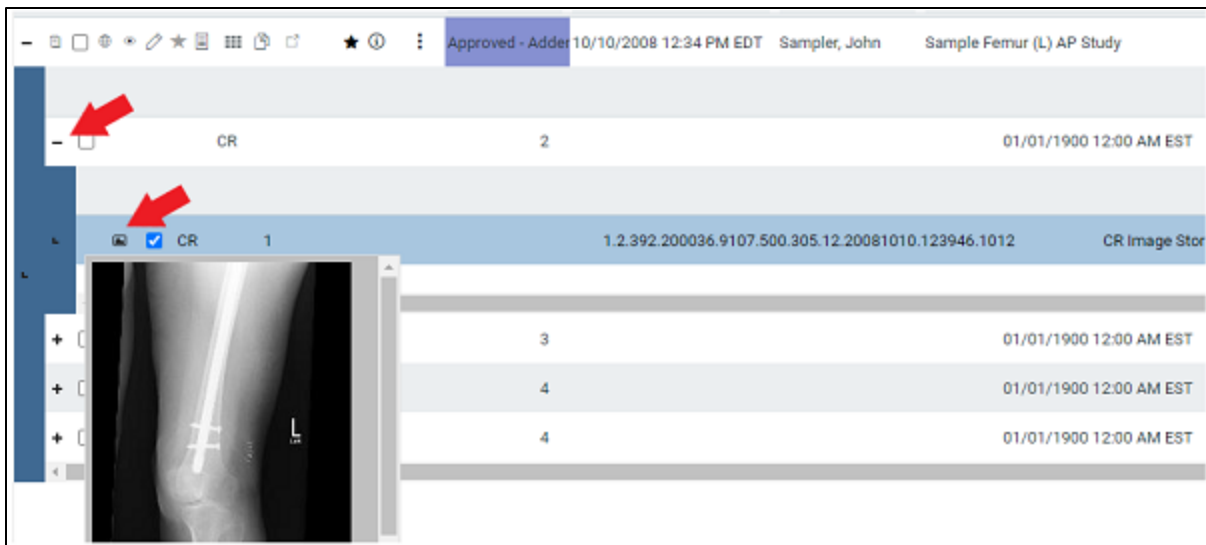 Approved - Adder 10/10/2008 12:34 PM EDT Sampler, John Sample Femur (L) AP Study
CR 2 01/01/1900 12:00 AM EST
CR 1 1.2.392.200036.9107.500.305.12.20081010.123946.1012 CR Image Stor
L
3 01/01/1900 12:00 AM EST
4 01/01/1900 12:00 AM EST
4 01/01/1900 12:00 AM EST